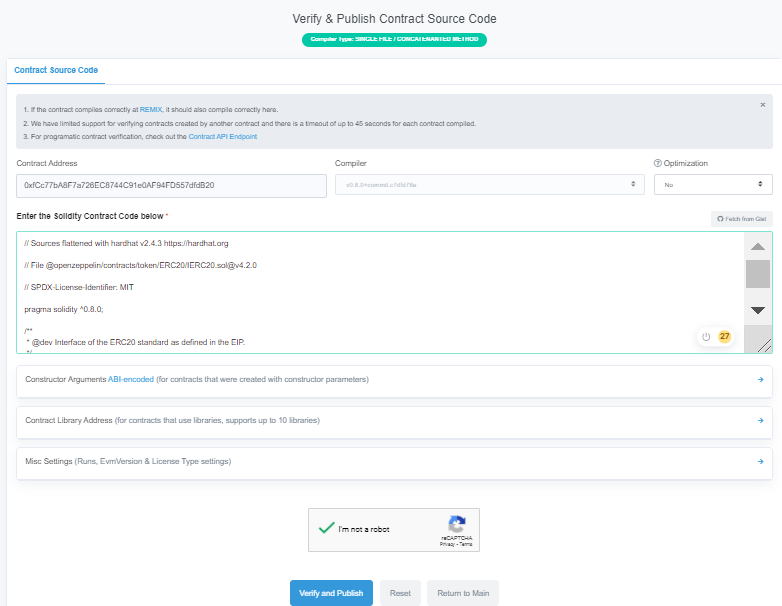 Verify & Publish Contract Source Code
Compiler Type: SINGLE FILE / CONCATENANTED METHOD
Contract Source Code
×
1. If the contract compiles correctly at REMIX, it should also compile correctly here.
2. We have limited support for verifying contracts created by another contract and there is a timeout of up to 45 seconds for each contract compiled.
3. For programatic contract verification, check out the Contract API Endpoint
Contract Address
Compiler
Optimization
0xfCc77bA8F7a726EC8744C91e0AF94FD557dfdB20
v0.8.0+commit.c7dfd78e
No
Enter the Solidity Contract Code below *
Fetch from Gist
// Sources flattened with hardhat v2.4.3 https://hardhat.org
// File @openzeppelin/contracts/token/ERC20/IERC20.sol@v4.2.0
// SPDX-License-Identifier: MIT
pragma solidity ^0.8.0;
/**
* @dev Interface of the ERC20 standard as defined in the EIP.
*/
27
Constructor Arguments ABI-encoded (for contracts that were created with constructor parameters)
Contract Library Address (for contracts that use libraries, supports up to 10 libraries)
Misc Settings (Runs, EvmVersion & License Type settings)
I'm not a robot
reCAPTCHA
Privacy - Terms
Verify and Publish
Reset
Return to Main